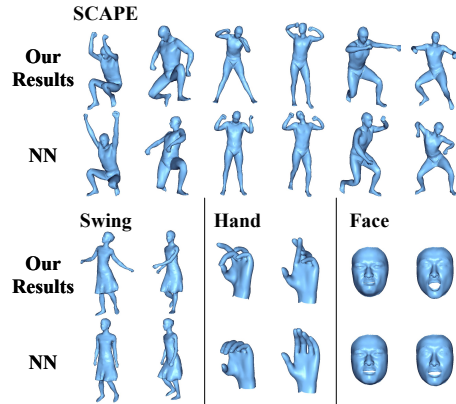 SCAPE
Our
Results
NN
Swing Hand Face
Our
Results
NN